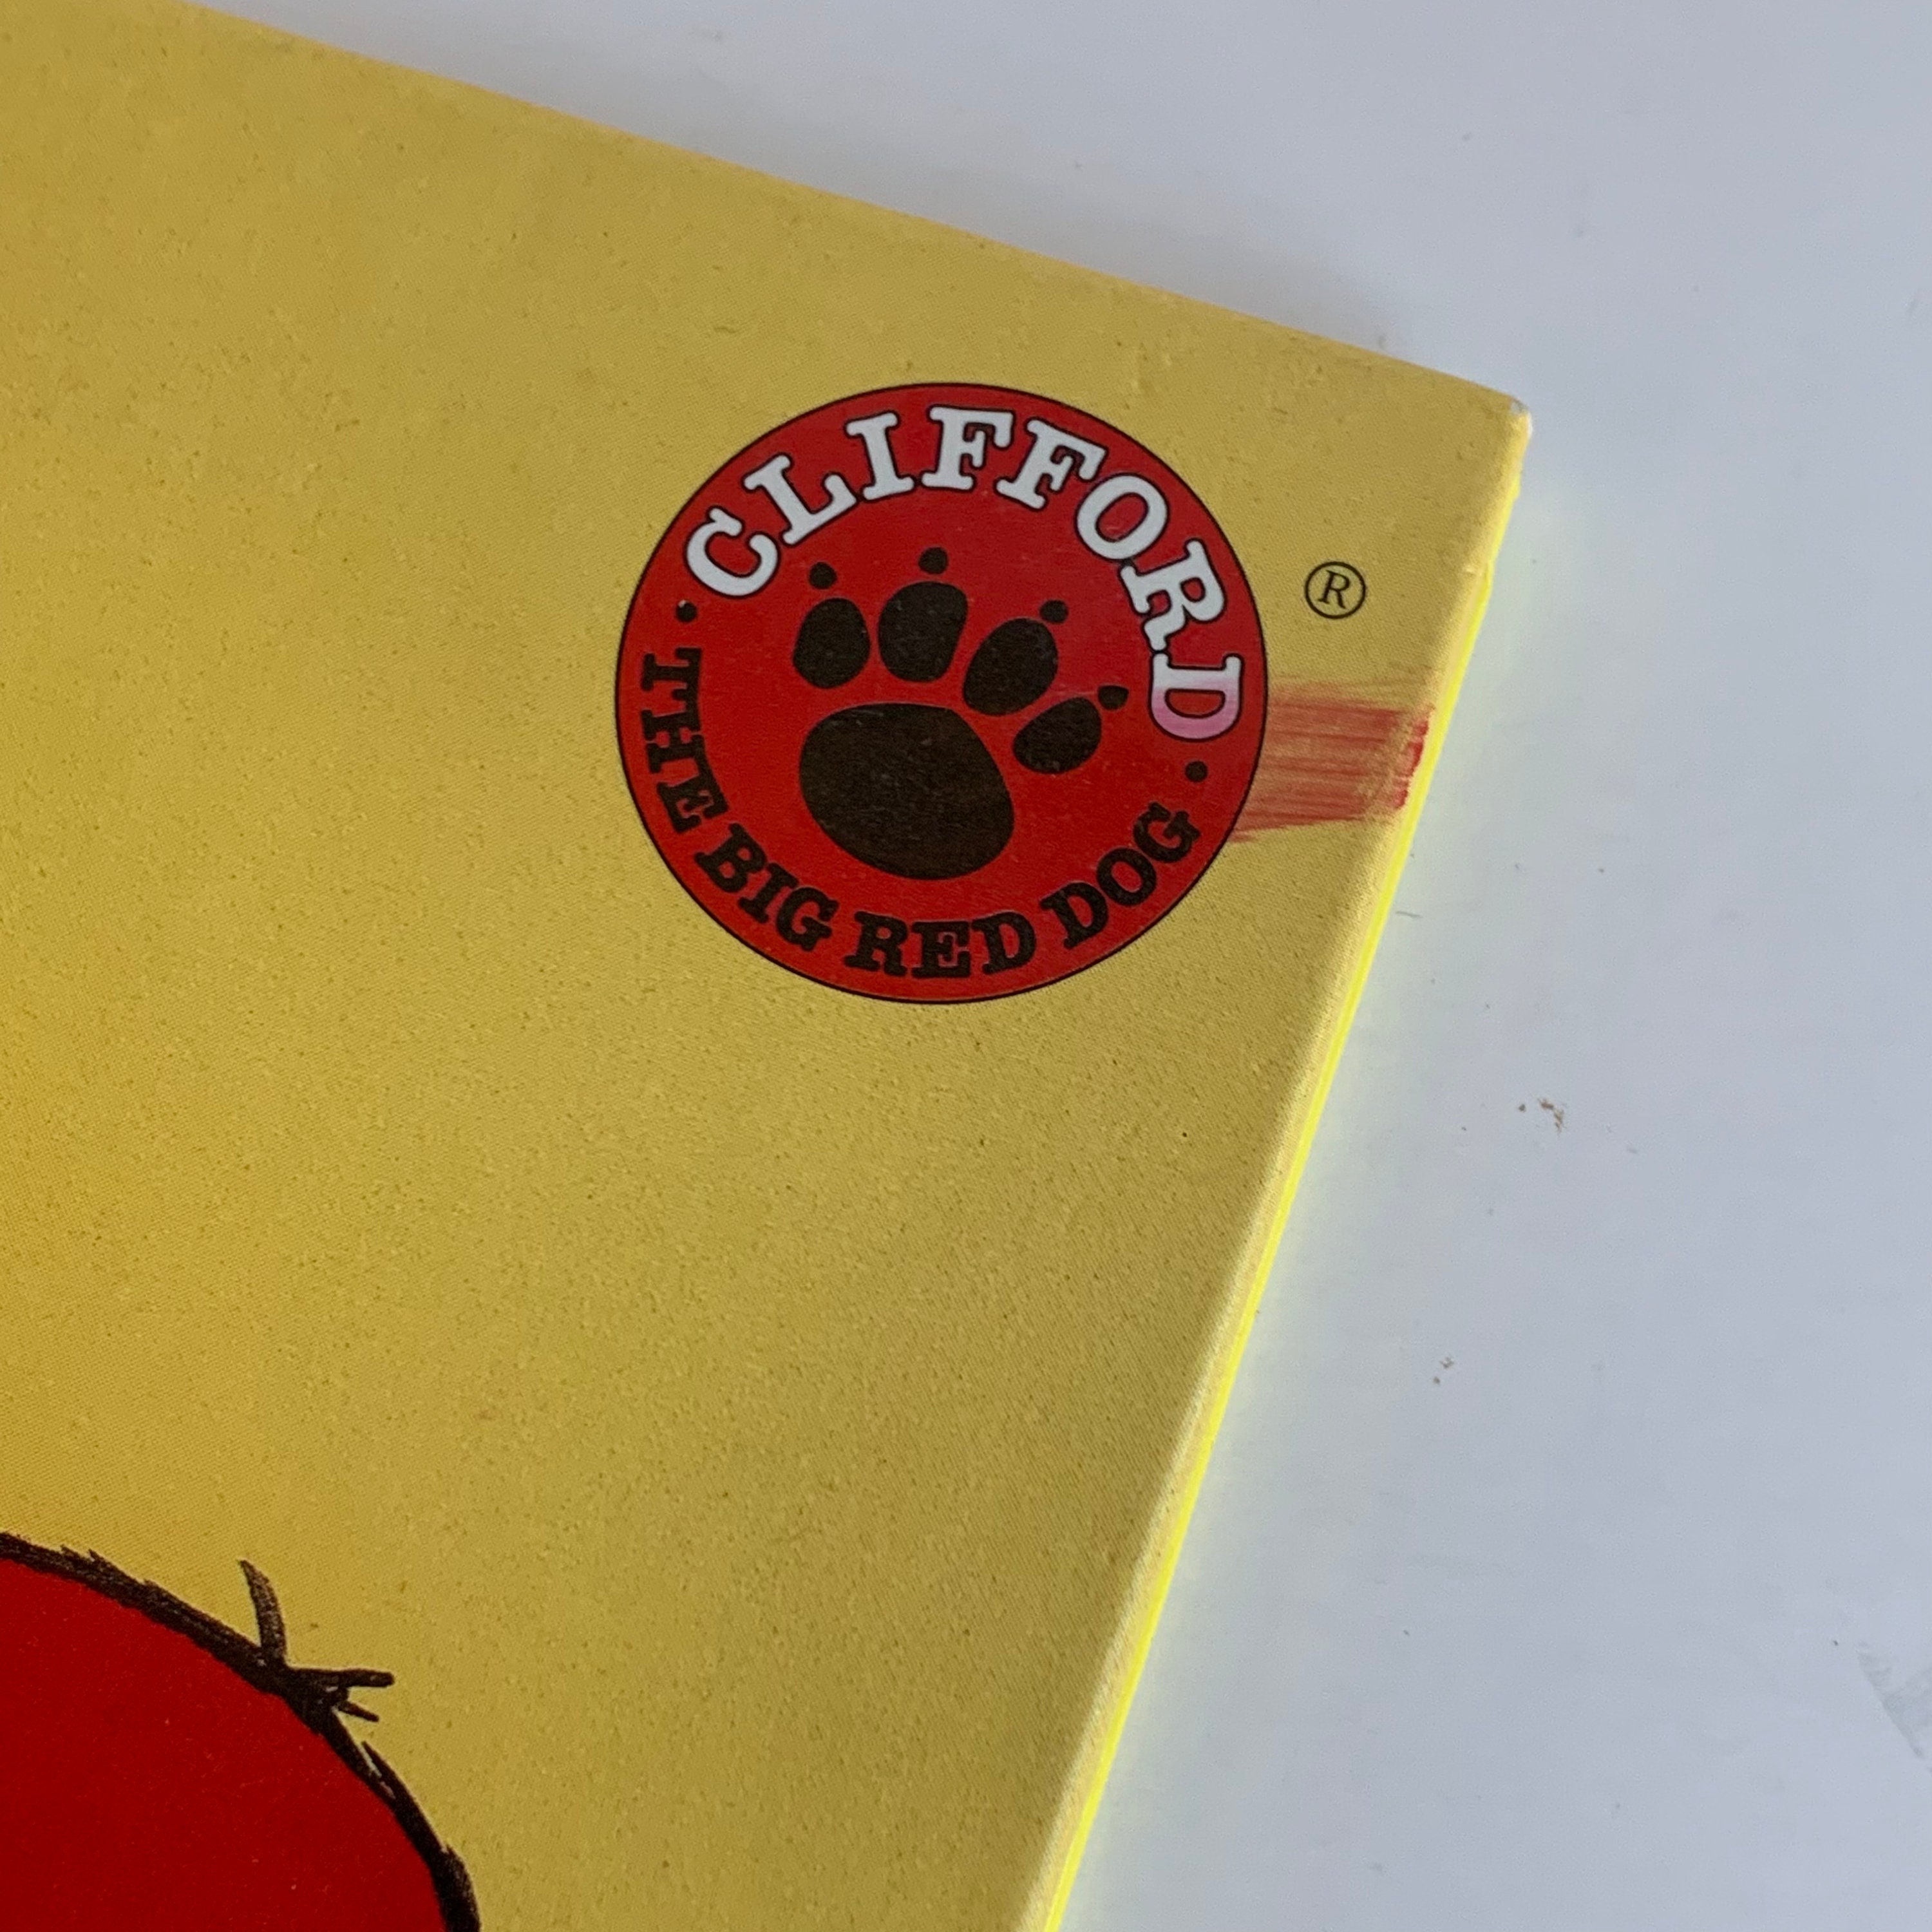 · CLIFFORD ·
®
THE BIG RED DOG